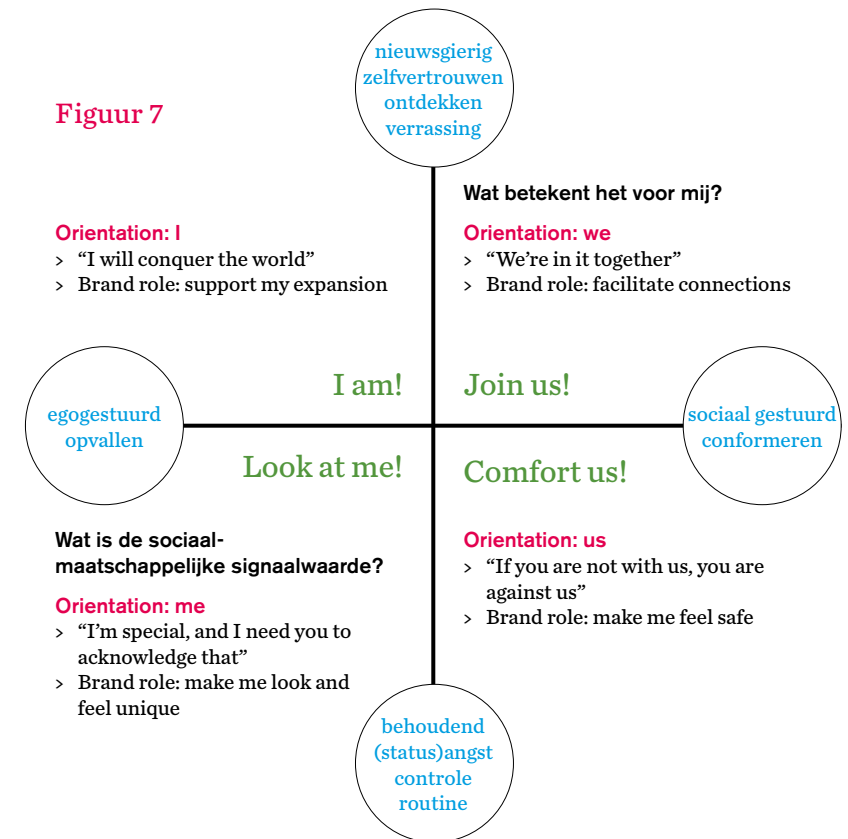 nieuwsgierig
zelfvertrouwen
ontdekken
verrassing
Figuur 7
Orientation: I
> “I will conquer the world”
> Brand role: support my expansion
Wat betekent het voor mij?
Orientation: we
> “We’re in it together”
> Brand role: facilitate connections
I am!
Join us!
egogestuurd
opvallen
sociaal gestuurd
conformeren
Look at me!
Comfort us!
Wat is de sociaal-
maatschappelijke signaalwaarde?
Orientation: me
> “I’m special, and I need you to
acknowledge that”
> Brand role: make me look and
feel unique
Orientation: us
> “If you are not with us, you are
against us”
> Brand role: make me feel safe
behoudend
(status)angst
controle
routine